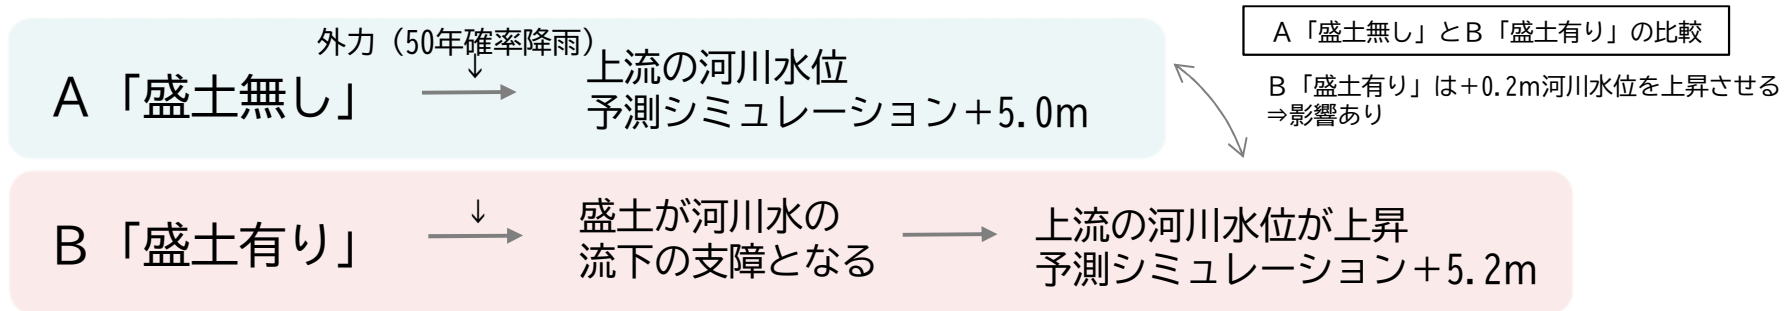 外力（50年確率降雨）
↓
A「盛土無し」
上流の河川水位
予測シミュレーション＋5.0m
A「盛土無し」とB「盛土有り」の比較
B「盛土有り」は＋0.2m河川水位を上昇させる
⇒影響あり
B「盛土有り」
↓
盛土が河川水の
流下の支障となる
上流の河川水位が上昇
予測シミュレーション＋5.2m